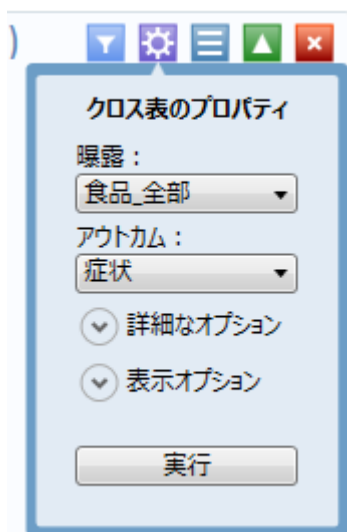 )
クロス表のプロパティ
曝露：
食品_全部
アウトカム：
症状
詳細なオプション
表示オプション
実行